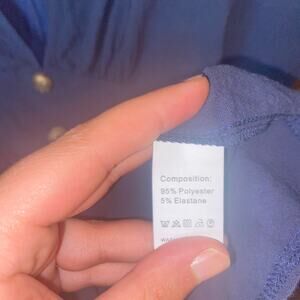 Composition:
95% Polyester
5% Elastane